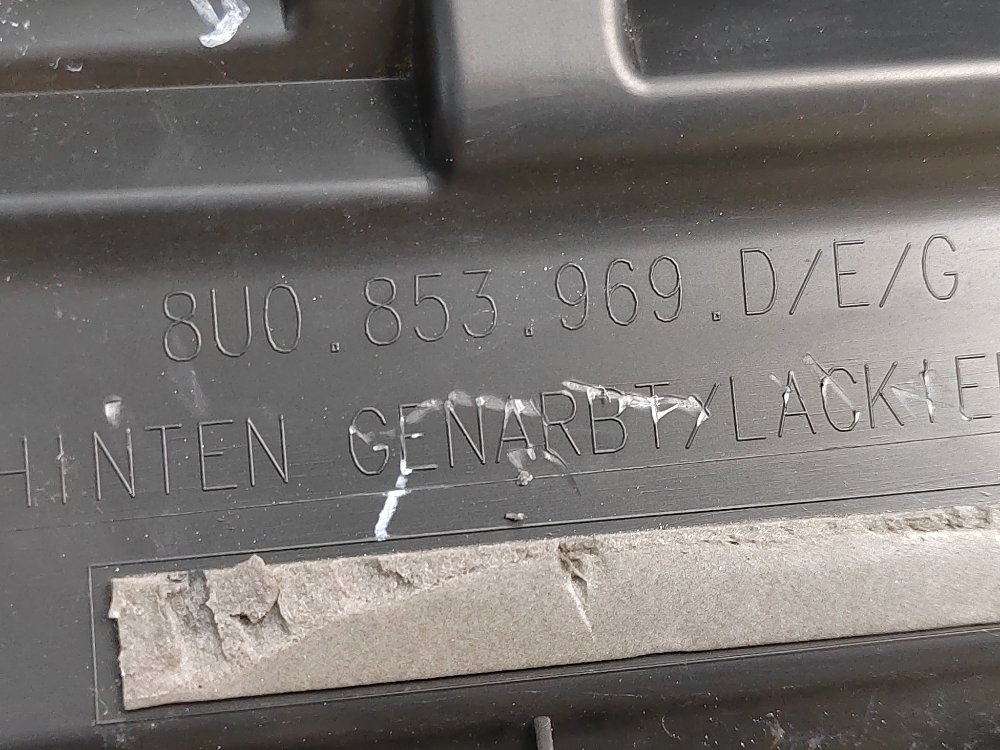 8U0.853.969.D/E/G
HINTEN GENARBT/LACKIE